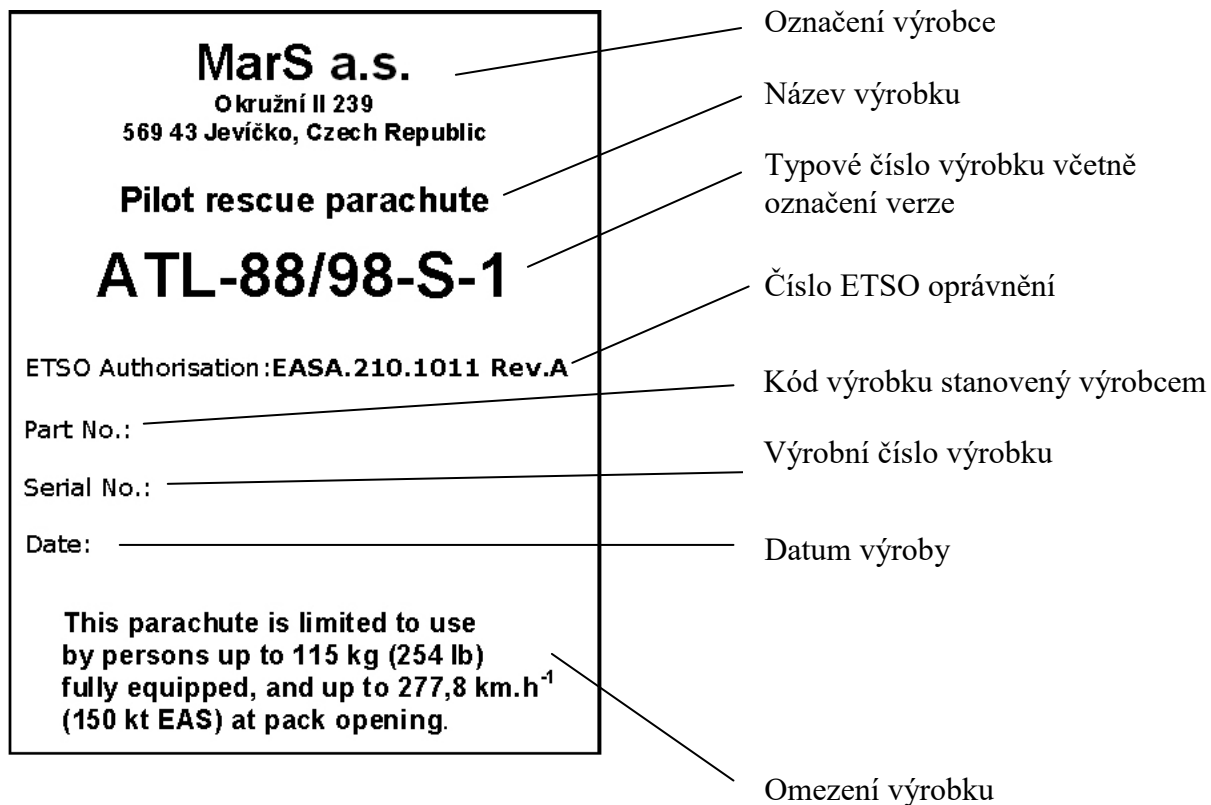 MarS a.s.
Okružní II 239
569 43 Jevíčko, Czech Republic
Pilot rescue parachute
ATL-88/98-S-1
ETSO Authorisation:EASA.210.1011 Rev.A
Part No.:
Serial No.:
Date:
This parachute is limited to use
by persons up to 115 kg (254 lb)
fully equipped, and up to 277,8 km.h⁻¹
(150 kt EAS) at pack opening.
Označení výrobce
Název výrobku
Typové číslo výrobku včetně
označení verze
Číslo ETSO oprávnění
Kód výrobku stanovený výrobcem
Výrobní číslo výrobku
Datum výroby
Omezení výrobku